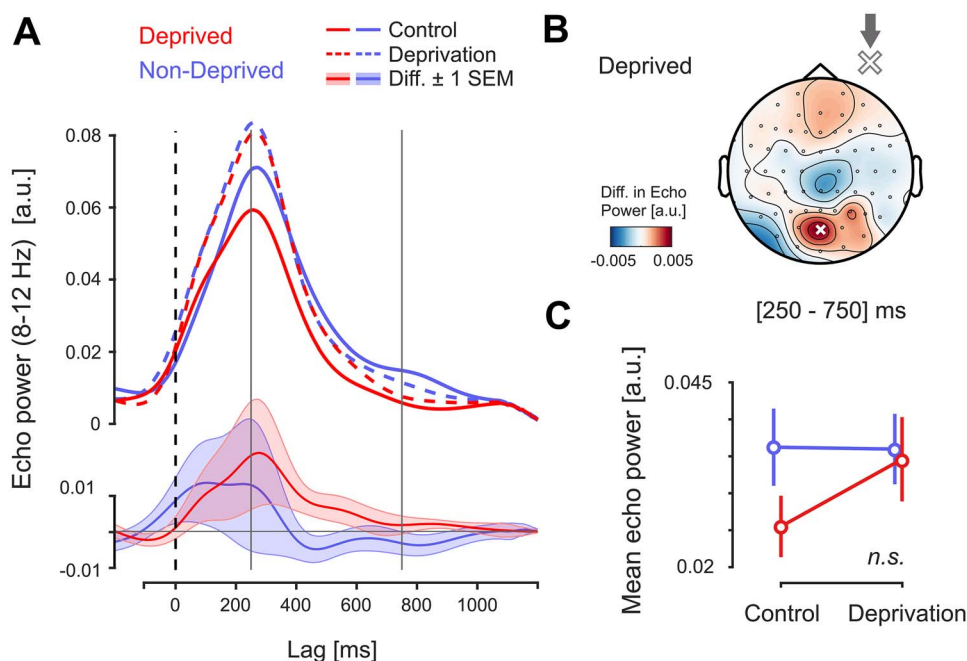 A
Deprived
Non-Deprived
Control
Deprivation
Diff. ± 1 SEM
Echo power (8-12 Hz) [a.u.]
0.08
0.06
0.04
0.02
0
0.01
-0.01
0 200 400 600 800 1000
Lag [ms]
B
Deprived
Diff. in Echo
Power [a.u.]
-0.005 0.005
[250 - 750] ms
C
Mean echo power [a.u.]
0.045
0.02
n.s.
Control Deprivation